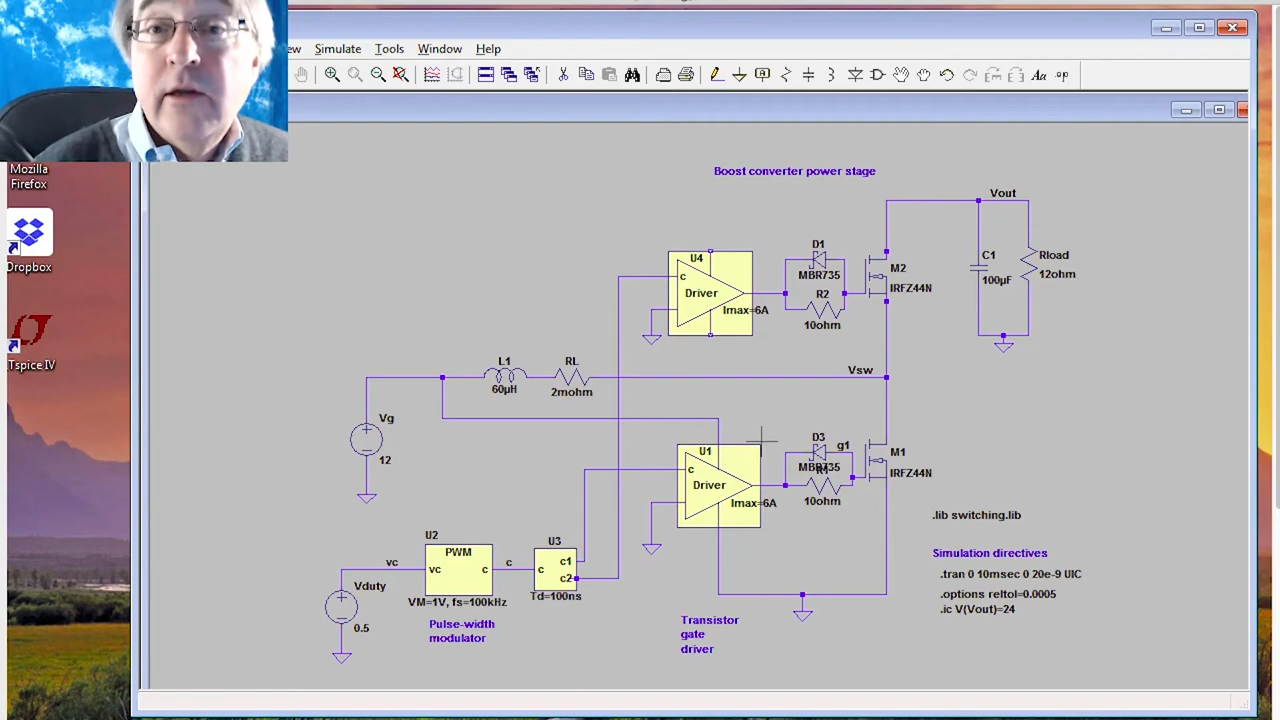 ew Simulate Tools Window Help
Aa .op
Mozilla
Firefox
Dropbox
Tspice IV
Boost converter power stage
Vout
U4
c
Driver
Imax=6A
D1
MBR735
R2
10ohm
M2
IRFZ44N
C1
100µF
Rload
12ohm
L1
60µH
RL
2mohm
Vsw
Vg
12
U1
c
Driver
Imax=6A
D3
MBR735
g1
R1
10ohm
M1
IRFZ44N
.lib switching.lib
U2
PWM
vc
vc c
c
VM=1V, fs=100kHz
Pulse-width
modulator
U3
c
c1
c2
Td=100ns
Vduty
0.5
Transistor
gate
driver
Simulation directives
.tran 0 10msec 0 20e-9 UIC
.options reltol=0.0005
.ic V(Vout)=24